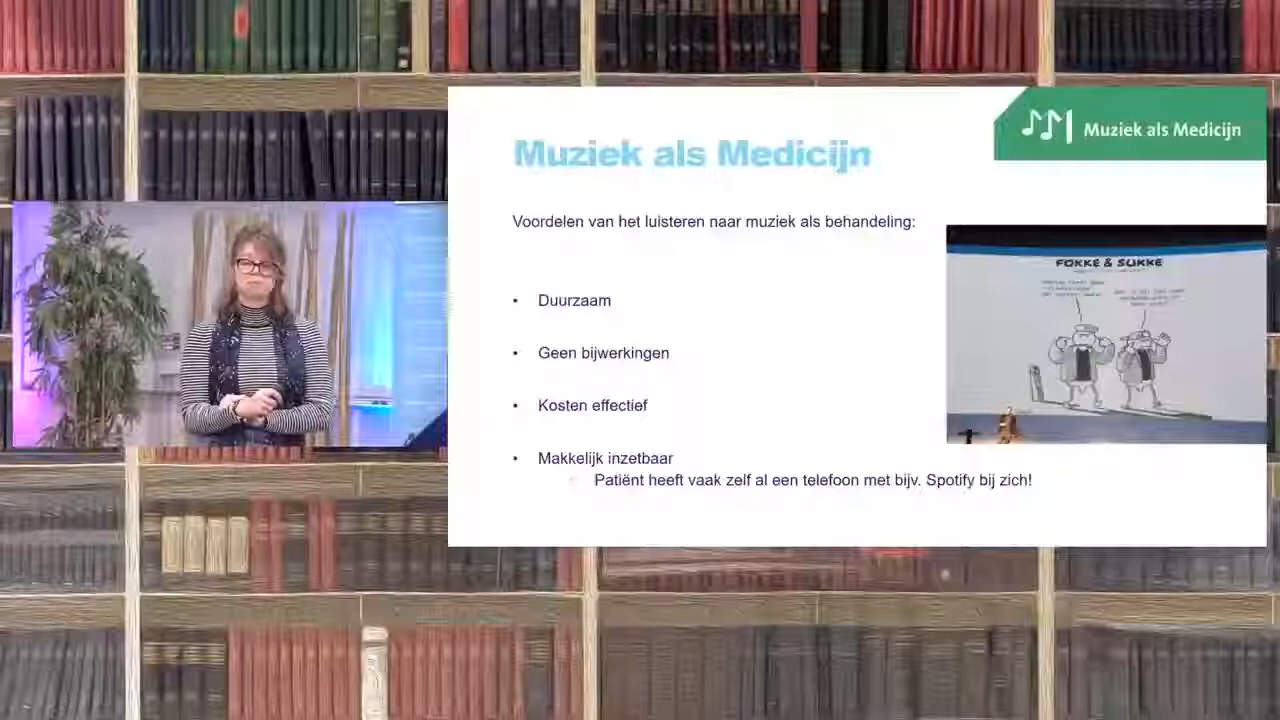 Muziek als Medicijn
Muziek als Medicijn
Voordelen van het luisteren naar muziek als behandeling:
• Duurzaam
• Geen bijwerkingen
• Kosten effectief
• Makkelijk inzetbaar
Patiënt heeft vaak zelf al een telefoon met bijv. Spotify bij zich!
FOKKE & SUKKE